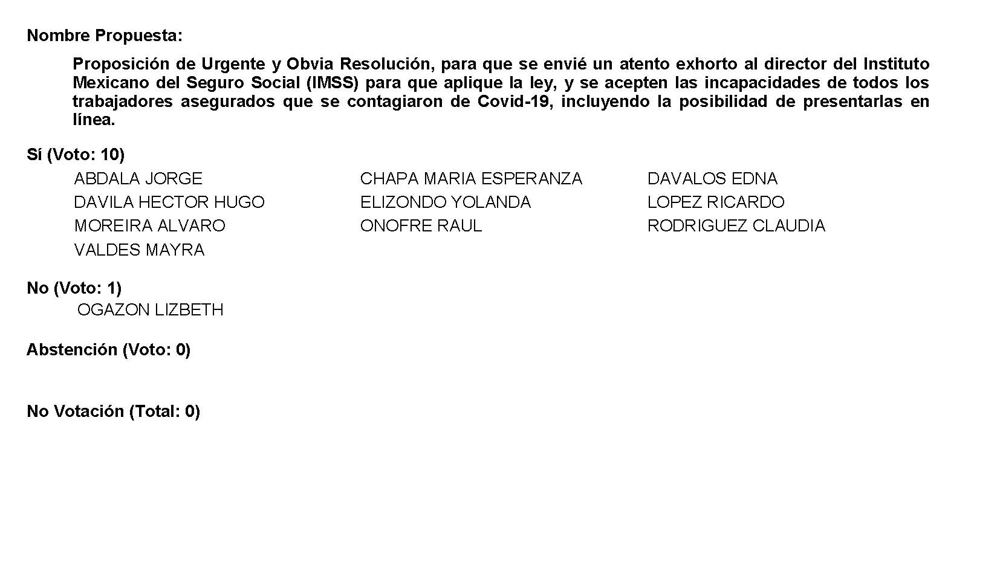 Nombre Propuesta:
Proposición de Urgente y Obvia Resolución, para que se envié un atento exhorto al director del Instituto
Mexicano del Seguro Social (IMSS) para que aplique la ley, y se acepten las incapacidades de todos los
trabajadores asegurados que se contagiaron de Covid-19, incluyendo la posibilidad de presentarlas en
línea.
Sí (Voto: 10)
ABDALA JORGE CHAPA MARIA ESPERANZA DAVALOS EDNA
DAVILA HECTOR HUGO ELIZONDO YOLANDA LOPEZ RICARDO
MOREIRA ALVARO ONOFRE RAUL RODRIGUEZ CLAUDIA
VALDES MAYRA
No (Voto: 1)
OGAZON LIZBETH
Abstención (Voto: 0)
No Votación (Total: 0)